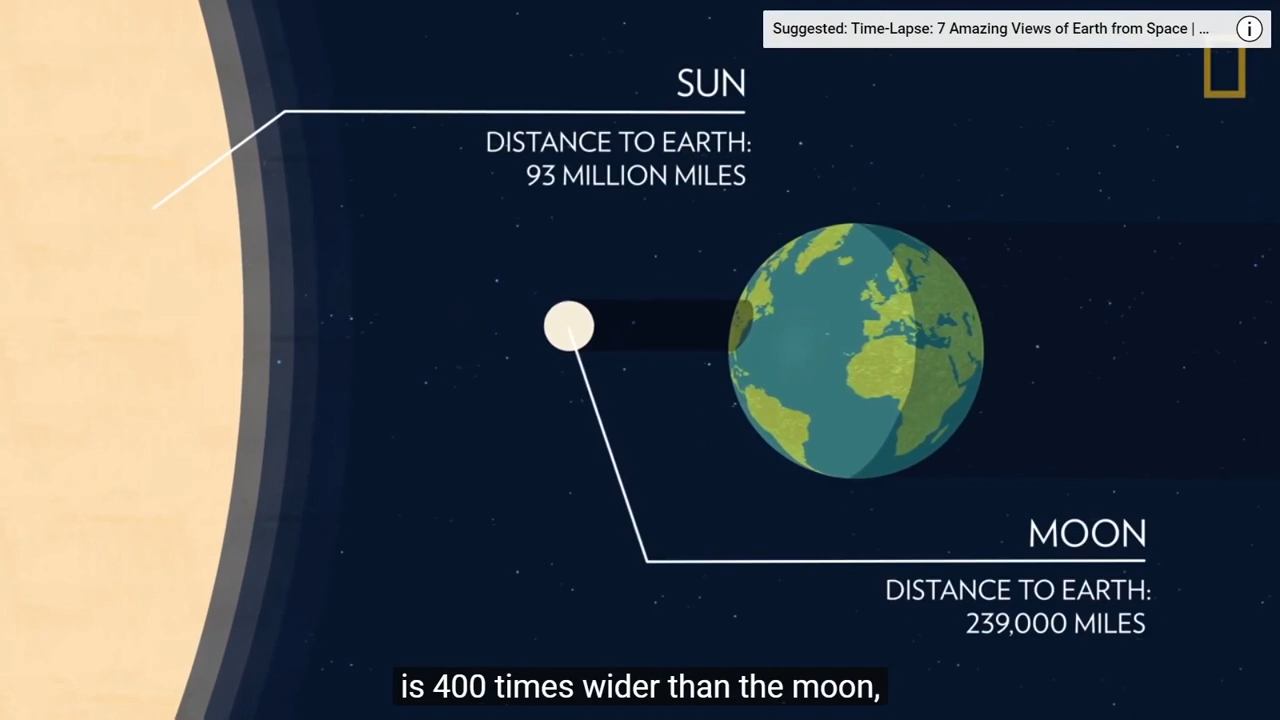 Suggested: Time-Lapse: 7 Amazing Views of Earth from Space | ...
SUN
DISTANCE TO EARTH:
93 MILLION MILES
MOON
DISTANCE TO EARTH:
239,000 MILES
is 400 times wider than the moon,